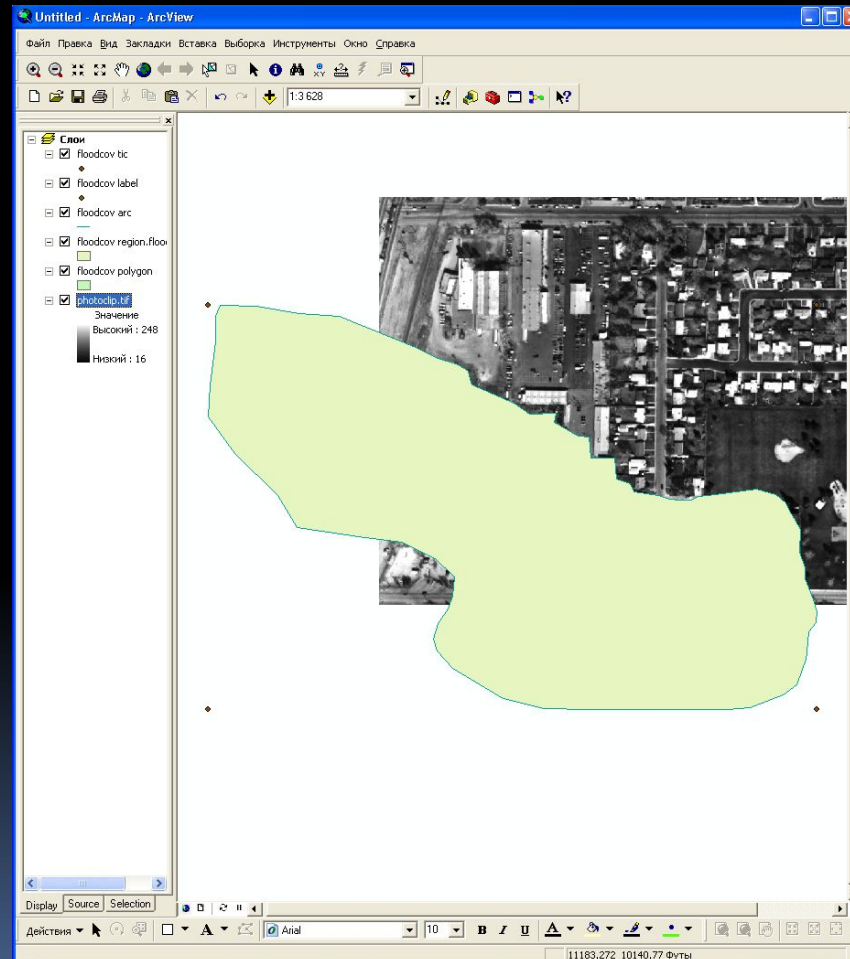 Untitled - ArcMap - ArcView
Файл Правка Вид Закладки Вставка Выборка Инструменты Окно Справка
1:3 628
Слои
floodcov tic
floodcov label
floodcov arc
floodcov region.floo
floodcov polygon
photoclip.tif
Значение
Высокий : 248
Низкий : 16
Display Source Selection
Действия A Arial 10 B I U A
11183.272 10140.77 Футы